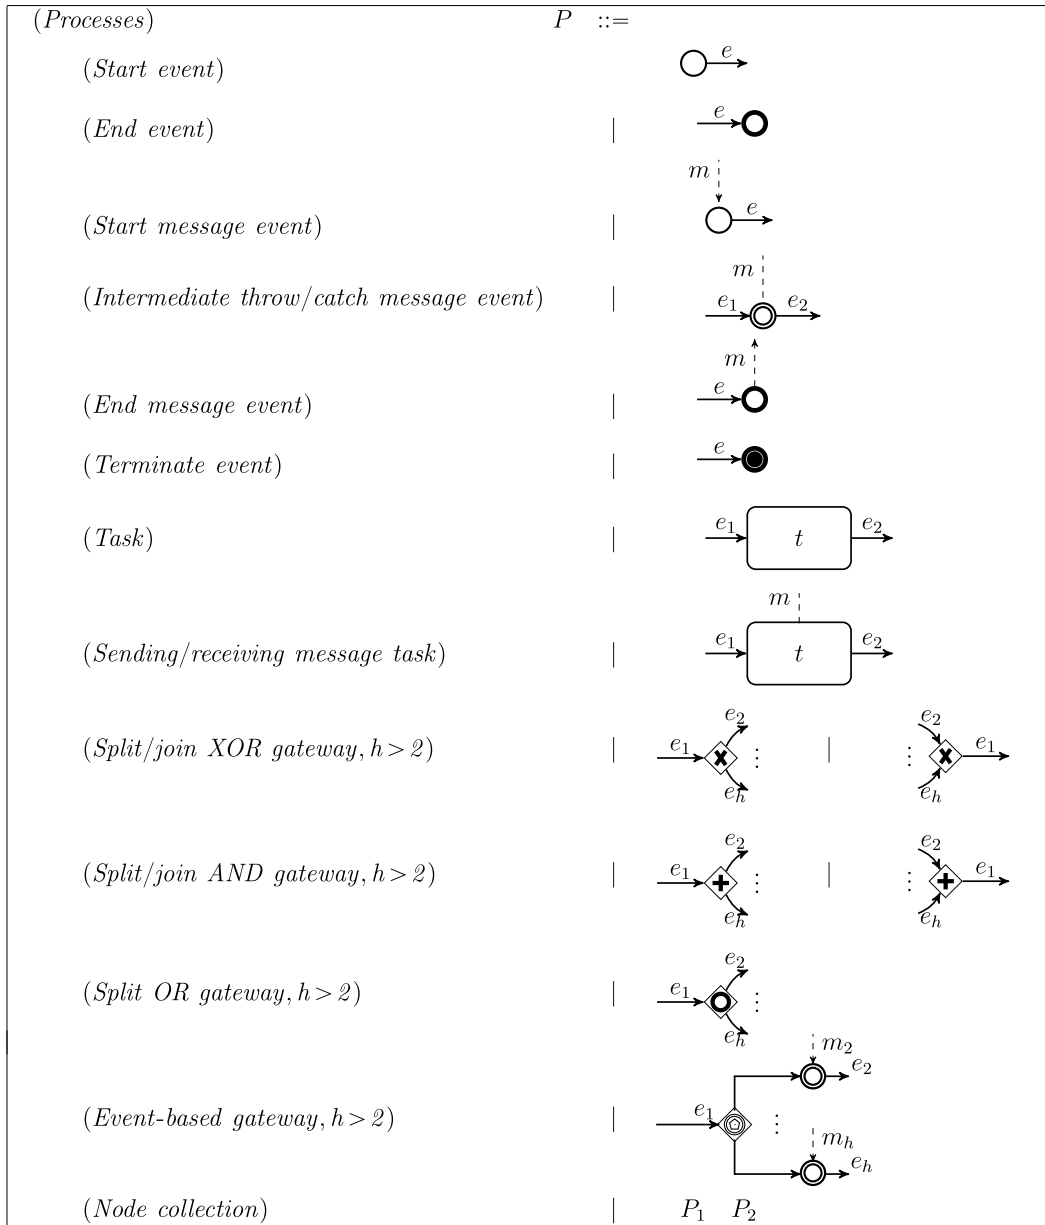 (Processes) P ::=
(Start event) e
(End event) | e
m
(Start message event) | e
m
(Intermediate throw/catch message event) | e₁ e₂
m
(End message event) | e
(Terminate event) | e
(Task) | e₁ t e₂
m
(Sending/receiving message task) | e₁ t e₂
e₂ e₂
(Split/join XOR gateway, h > 2) | e₁ ⋮ | ⋮ e₁
eₕ eₕ
e₂ e₂
(Split/join AND gateway, h > 2) | e₁ ⋮ | ⋮ e₁
eₕ eₕ
e₂
(Split OR gateway, h > 2) | e₁ ⋮
eₕ
m₂
e₂
(Event-based gateway, h > 2) | e₁ ⋮
mₕ
eₕ
(Node collection) | P₁ P₂